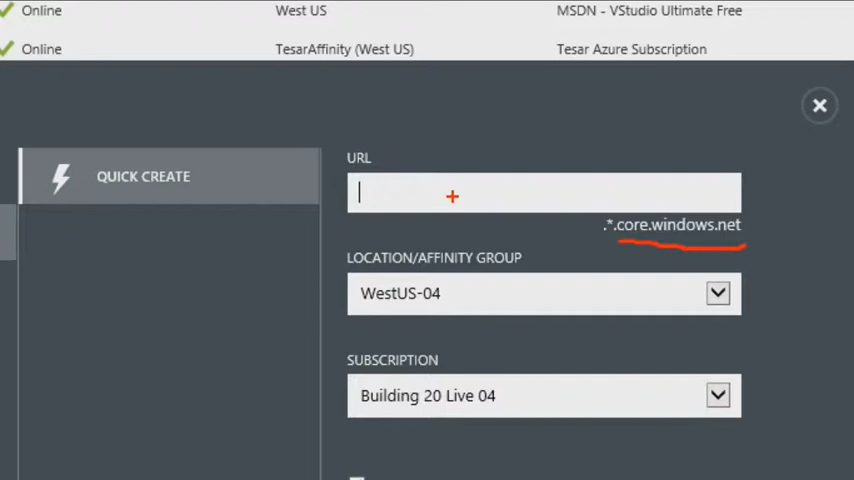 Online West US MSDN - VStudio Ultimate Free
Online TesarAffinity (West US) Tesar Azure Subscription
QUICK CREATE
URL
.*.core.windows.net
LOCATION/AFFINITY GROUP
WestUS-04
SUBSCRIPTION
Building 20 Live 04